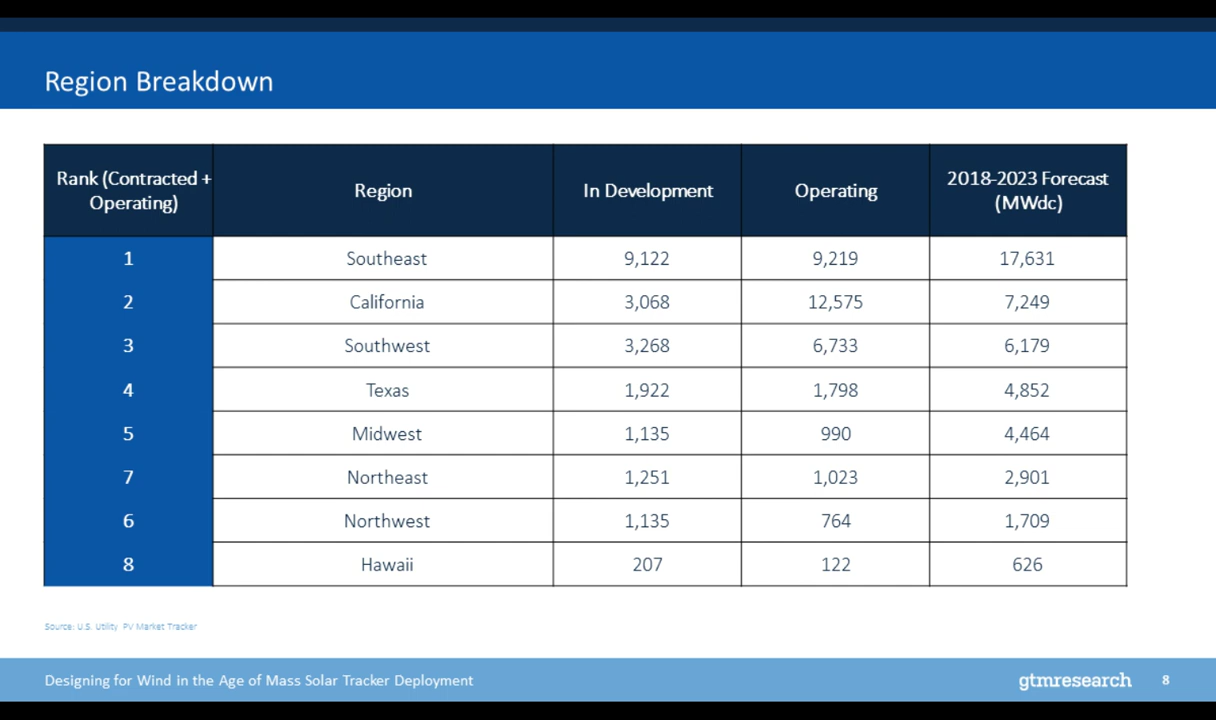 Region Breakdown
Rank (Contracted + Operating) Region In Development Operating 2018-2023 Forecast (MWdc)
1 Southeast 9,122 9,219 17,631
2 California 3,068 12,575 7,249
3 Southwest 3,268 6,733 6,179
4 Texas 1,922 1,798 4,852
5 Midwest 1,135 990 4,464
7 Northeast 1,251 1,023 2,901
6 Northwest 1,135 764 1,709
8 Hawaii 207 122 626
Source: U.S. Utility PV Market Tracker
Designing for Wind in the Age of Mass Solar Tracker Deployment gtmresearch 8